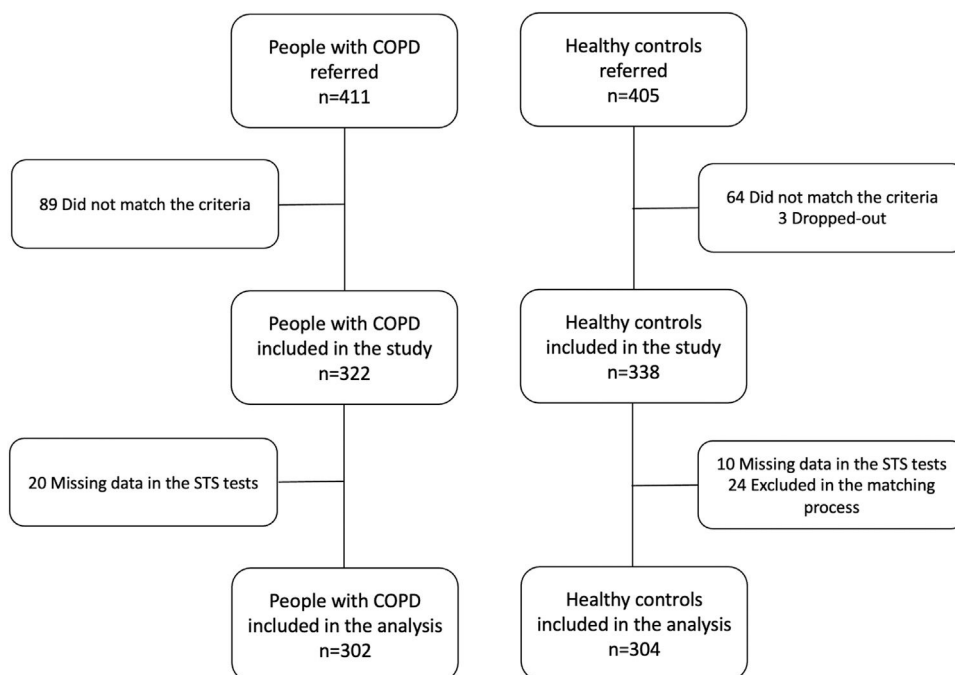 People with COPD
referred
n=411
Healthy controls
referred
n=405
89 Did not match the criteria
64 Did not match the criteria
3 Dropped-out
People with COPD
included in the study
n=322
Healthy controls
included in the study
n=338
20 Missing data in the STS tests
10 Missing data in the STS tests
24 Excluded in the matching
process
People with COPD
included in the analysis
n=302
Healthy controls
included in the analysis
n=304